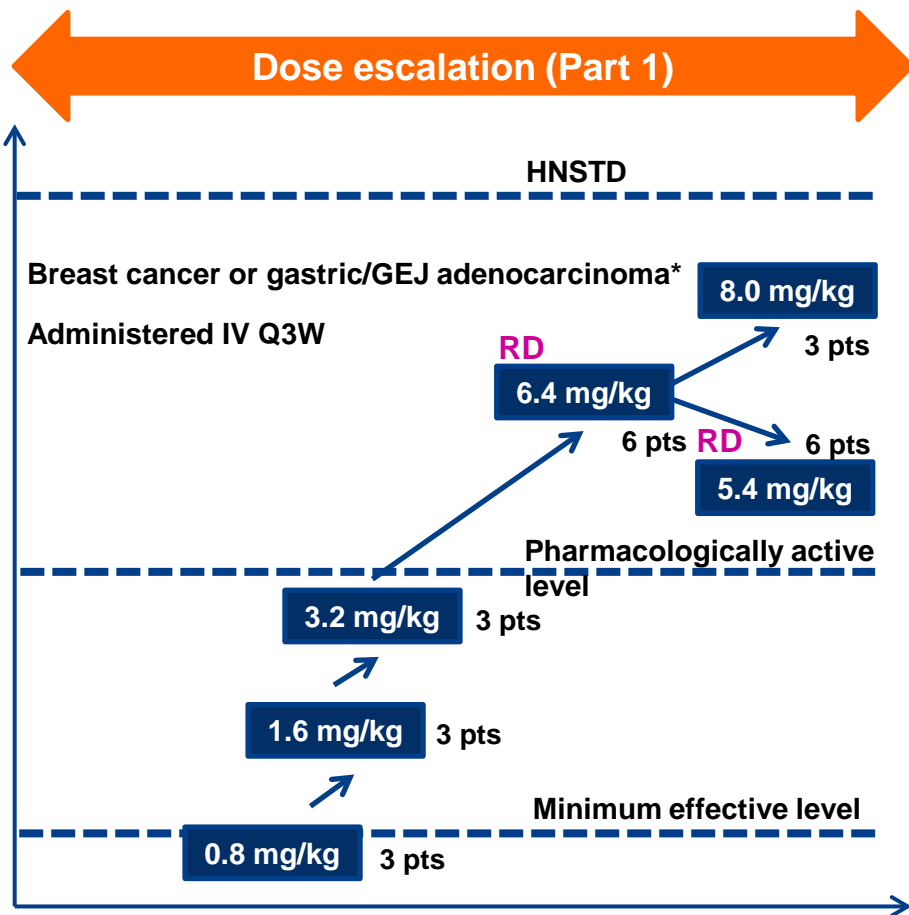 Dose escalation (Part 1)
HNSTD
Breast cancer or gastric/GEJ adenocarcinoma*
8.0 mg/kg
Administered IV Q3W
3 pts
RD
6.4 mg/kg
6 pts
RD
6 pts
5.4 mg/kg
Pharmacologically active
level
3.2 mg/kg
3 pts
1.6 mg/kg
3 pts
Minimum effective level
0.8 mg/kg
3 pts